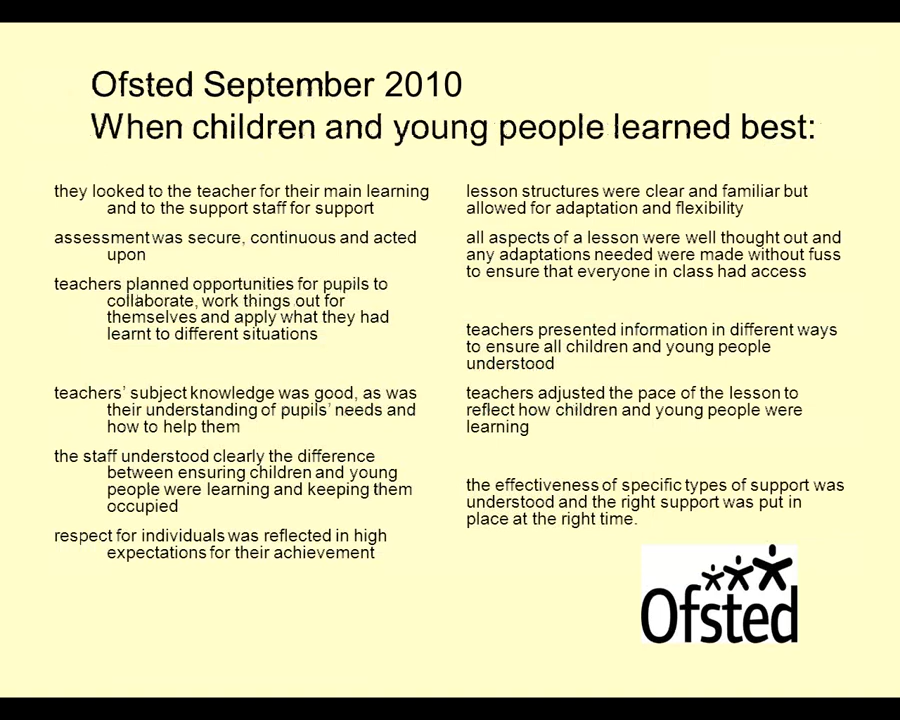 Ofsted September 2010
When children and young people learned best:
they looked to the teacher for their main learning
and to the support staff for support
assessment was secure, continuous and acted
upon
teachers planned opportunities for pupils to
collaborate, work things out for
themselves and apply what they had
learnt to different situations
teachers' subject knowledge was good, as was
their understanding of pupils' needs and
how to help them
the staff understood clearly the difference
between ensuring children and young
people were learning and keeping them
occupied
respect for individuals was reflected in high
expectations for their achievement
lesson structures were clear and familiar but
allowed for adaptation and flexibility
all aspects of a lesson were well thought out and
any adaptations needed were made without fuss
to ensure that everyone in class had access
teachers presented information in different ways
to ensure all children and young people
understood
teachers adjusted the pace of the lesson to
reflect how children and young people were
learning
the effectiveness of specific types of support was
understood and the right support was put in
place at the right time.
Ofsted